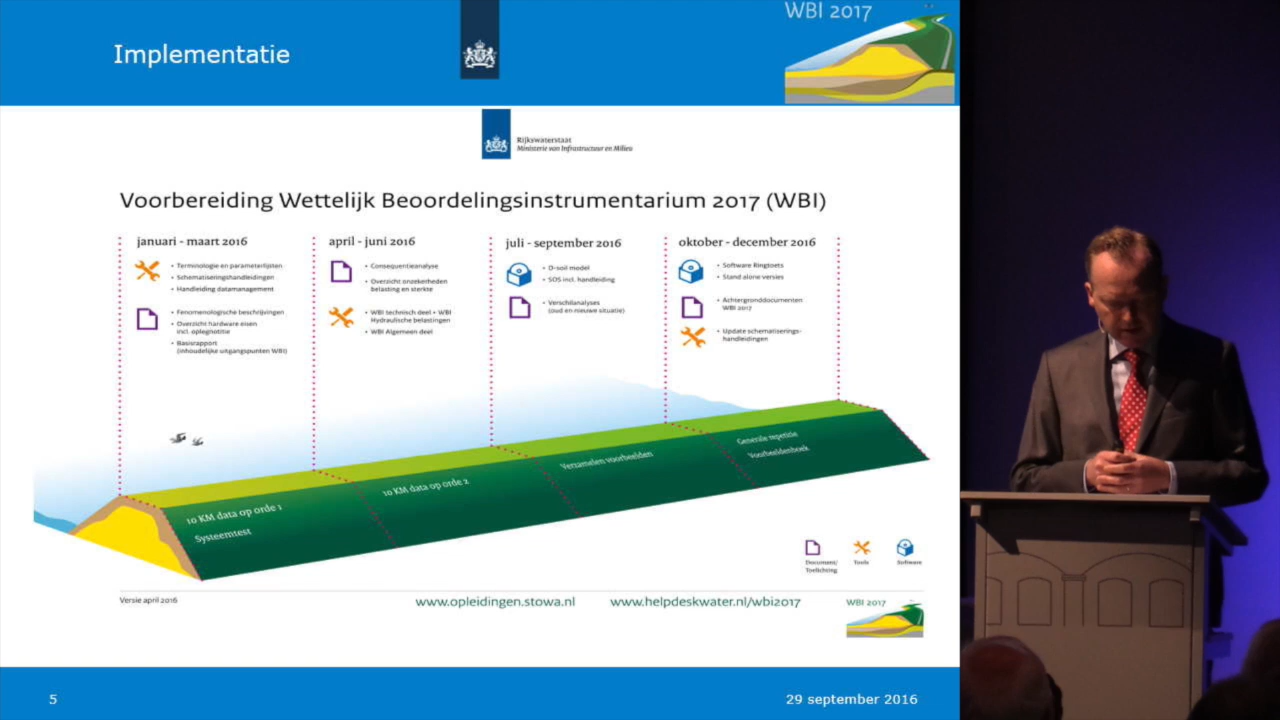 Implementatie
WBI 2017
Rijkswaterstaat
Ministerie van Infrastructuur en Milieu
Voorbereiding Wettelijk Beoordelingsinstrumentarium 2017 (WBI)
januari - maart 2016
• Terminologie en parameterlijsten
• Schematiseringshandleidingen
• Handleiding datamanagement
• Fenomenologische beschrijvingen
• Overzicht hardware eisen
incl. oplegnotitie
• Basisrapport
(inhoudelijke uitgangspunten WBI)
april - juni 2016
• Consequentieanalyse
• Overzicht onzekerheden
belasting en sterkte
• WBI technisch deel • WBI
Hydraulische belastingen
• WBI Algemeen deel
juli - september 2016
• D-soil model
• SOS incl. handleiding
• Verschilanalyses
(oud en nieuwe situatie)
oktober - december 2016
• Software Ringtoets
• Stand alone versies
• Achtergronddocumenten
WBI 2017
• Update schematiserings-
handleidingen
10 KM data op orde 1
Systeemtest
10 KM data op orde 2
Verzamelen voorbeelden
Generale repetitie
Voorbeeldenboek
Document/
Toelichting
Tools
Software
Versie april 2016
www.opleidingen.stowa.nl
www.helpdeskwater.nl/wbi2017
WBI 2017
5
29 september 2016